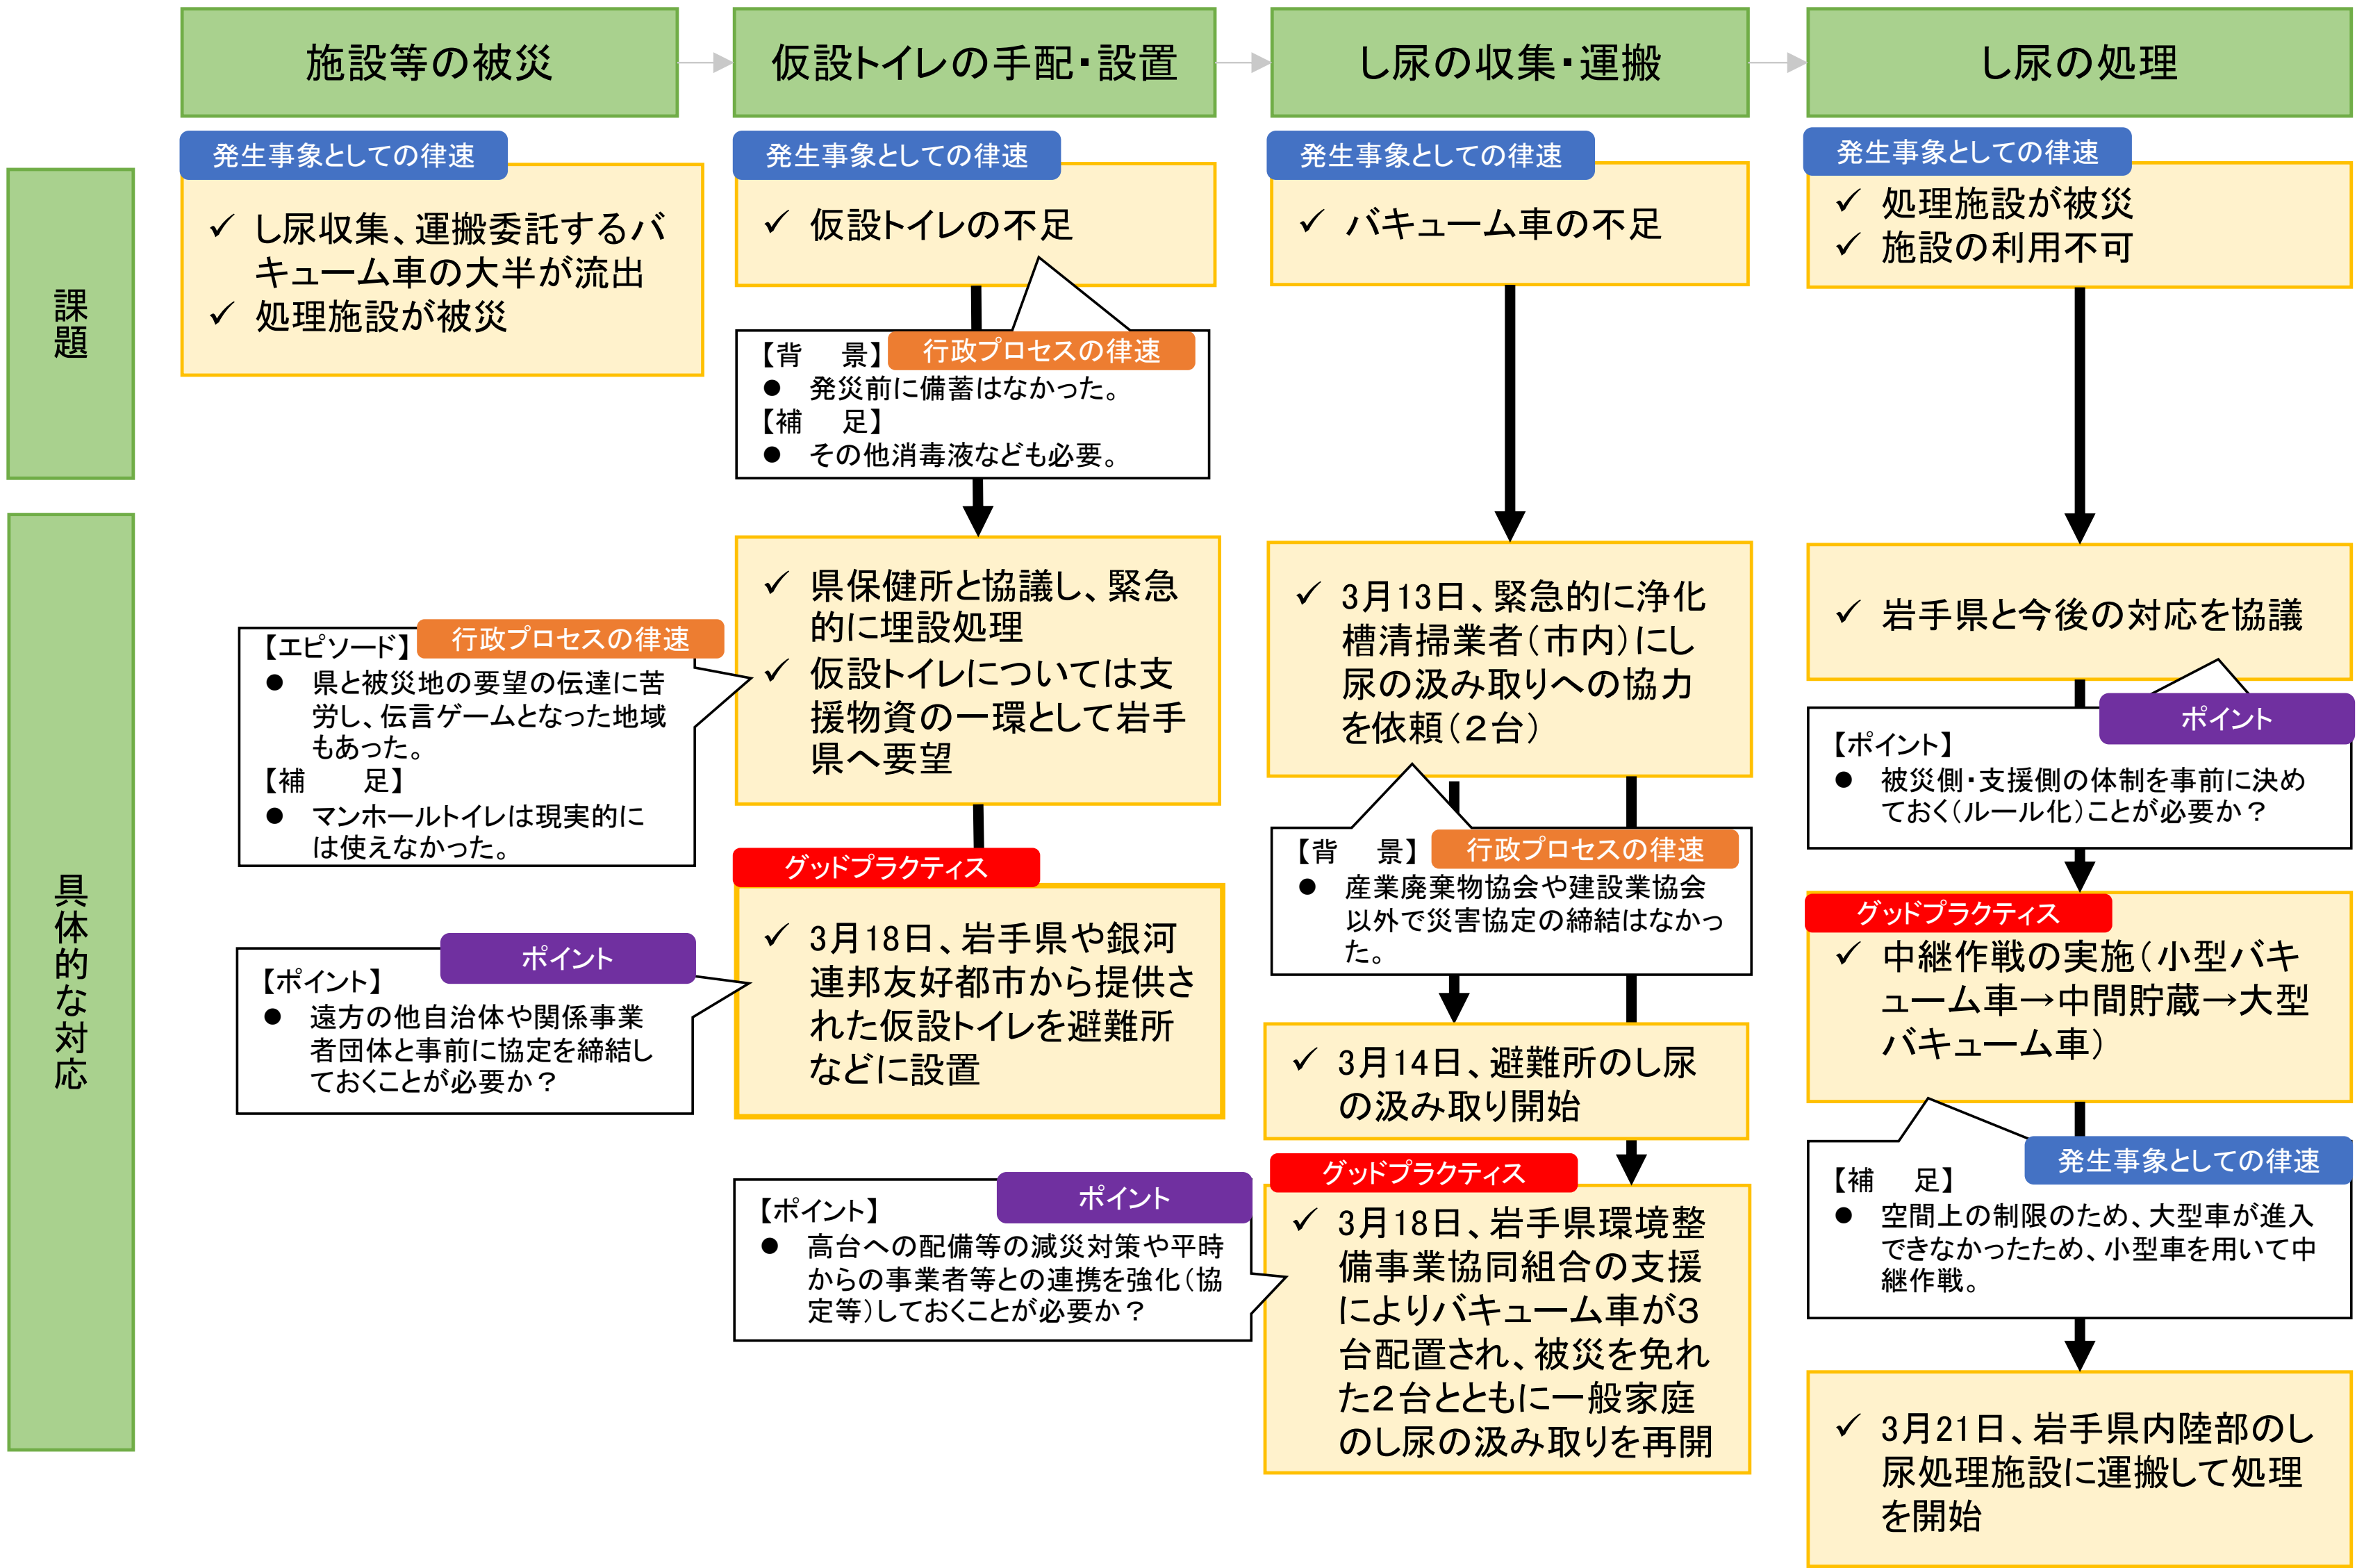 施設等の被災
仮設トイレの手配・設置
し尿の収集・運搬
し尿の処理
課題
発生事象としての律速
✓ し尿収集、運搬委託するバ
キューム車の大半が流出
✓ 処理施設が被災
発生事象としての律速
✓ 仮設トイレの不足
行政プロセスの律速
【背 景】
● 発災前に備蓄はなかった。
【補 足】
● その他消毒液なども必要。
発生事象としての律速
✓ バキューム車の不足
発生事象としての律速
✓ 処理施設が被災
✓ 施設の利用不可
具体的な対応
行政プロセスの律速
【エピソード】
● 県と被災地の要望の伝達に苦
労し、伝言ゲームとなった地域
もあった。
【補 足】
● マンホールトイレは現実的に
は使えなかった。
ポイント
【ポイント】
● 遠方の他自治体や関係事業
者団体と事前に協定を締結し
ておくことが必要か？
✓ 県保健所と協議し、緊急
的に埋設処理
✓ 仮設トイレについては支
援物資の一環として岩手
県へ要望
グッドプラクティス
✓ 3月18日、岩手県や銀河
連邦友好都市から提供さ
れた仮設トイレを避難所
などに設置
ポイント
【ポイント】
● 高台への配備等の減災対策や平時
からの事業者等との連携を強化（協
定等）しておくことが必要か？
✓ 3月13日、緊急的に浄化
槽清掃業者（市内）にし
尿の汲み取りへの協力
を依頼（２台）
行政プロセスの律速
【背 景】
● 産業廃棄物協会や建設業協会
以外で災害協定の締結はなかっ
た。
✓ 3月14日、避難所のし尿
の汲み取り開始
グッドプラクティス
✓ 3月18日、岩手県環境整
備事業協同組合の支援
によりバキューム車が３
台配置され、被災を免れ
た２台とともに一般家庭
のし尿の汲み取りを再開
✓ 岩手県と今後の対応を協議
ポイント
【ポイント】
● 被災側・支援側の体制を事前に決め
ておく（ルール化）ことが必要か？
グッドプラクティス
✓ 中継作戦の実施（小型バキ
ューム車→中間貯蔵→大型
バキューム車）
発生事象としての律速
【補 足】
● 空間上の制限のため、大型車が進入
できなかったため、小型車を用いて中
継作戦。
✓ 3月21日、岩手県内陸部のし
尿処理施設に運搬して処理
を開始